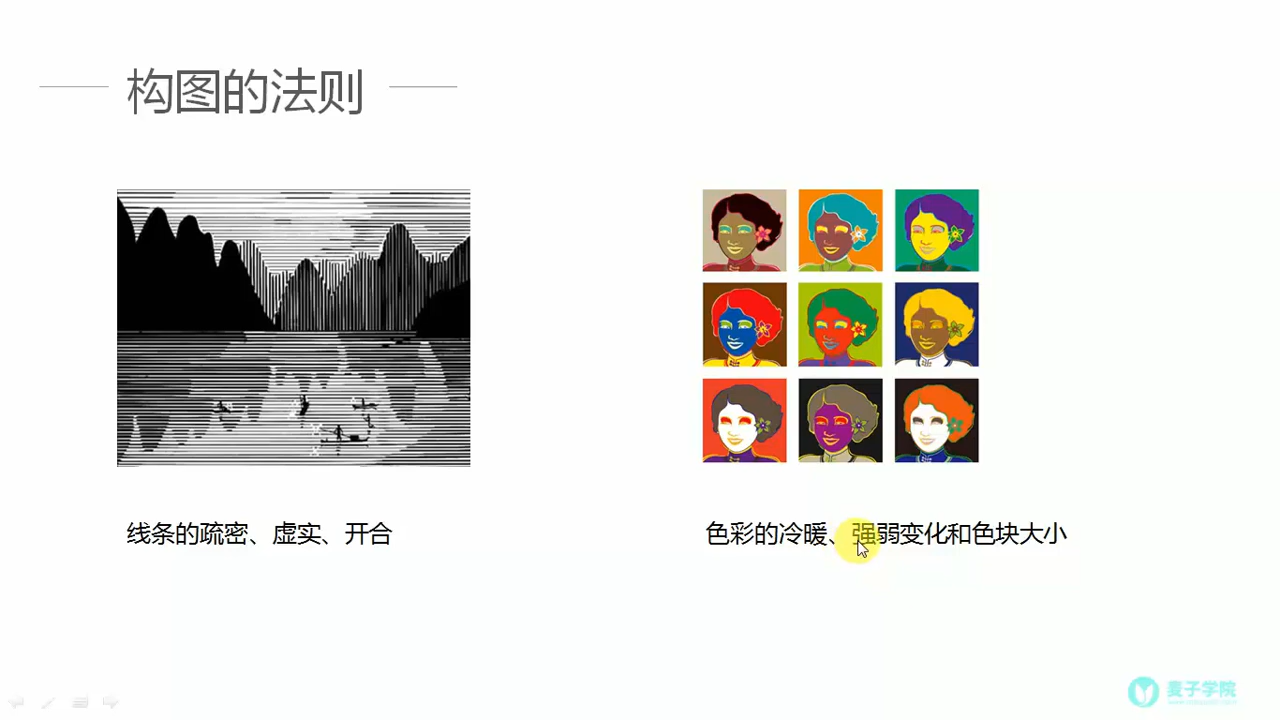 构图的法则
线条的疏密、虚实、开合
色彩的冷暖、强弱变化和色块大小
麦子学院